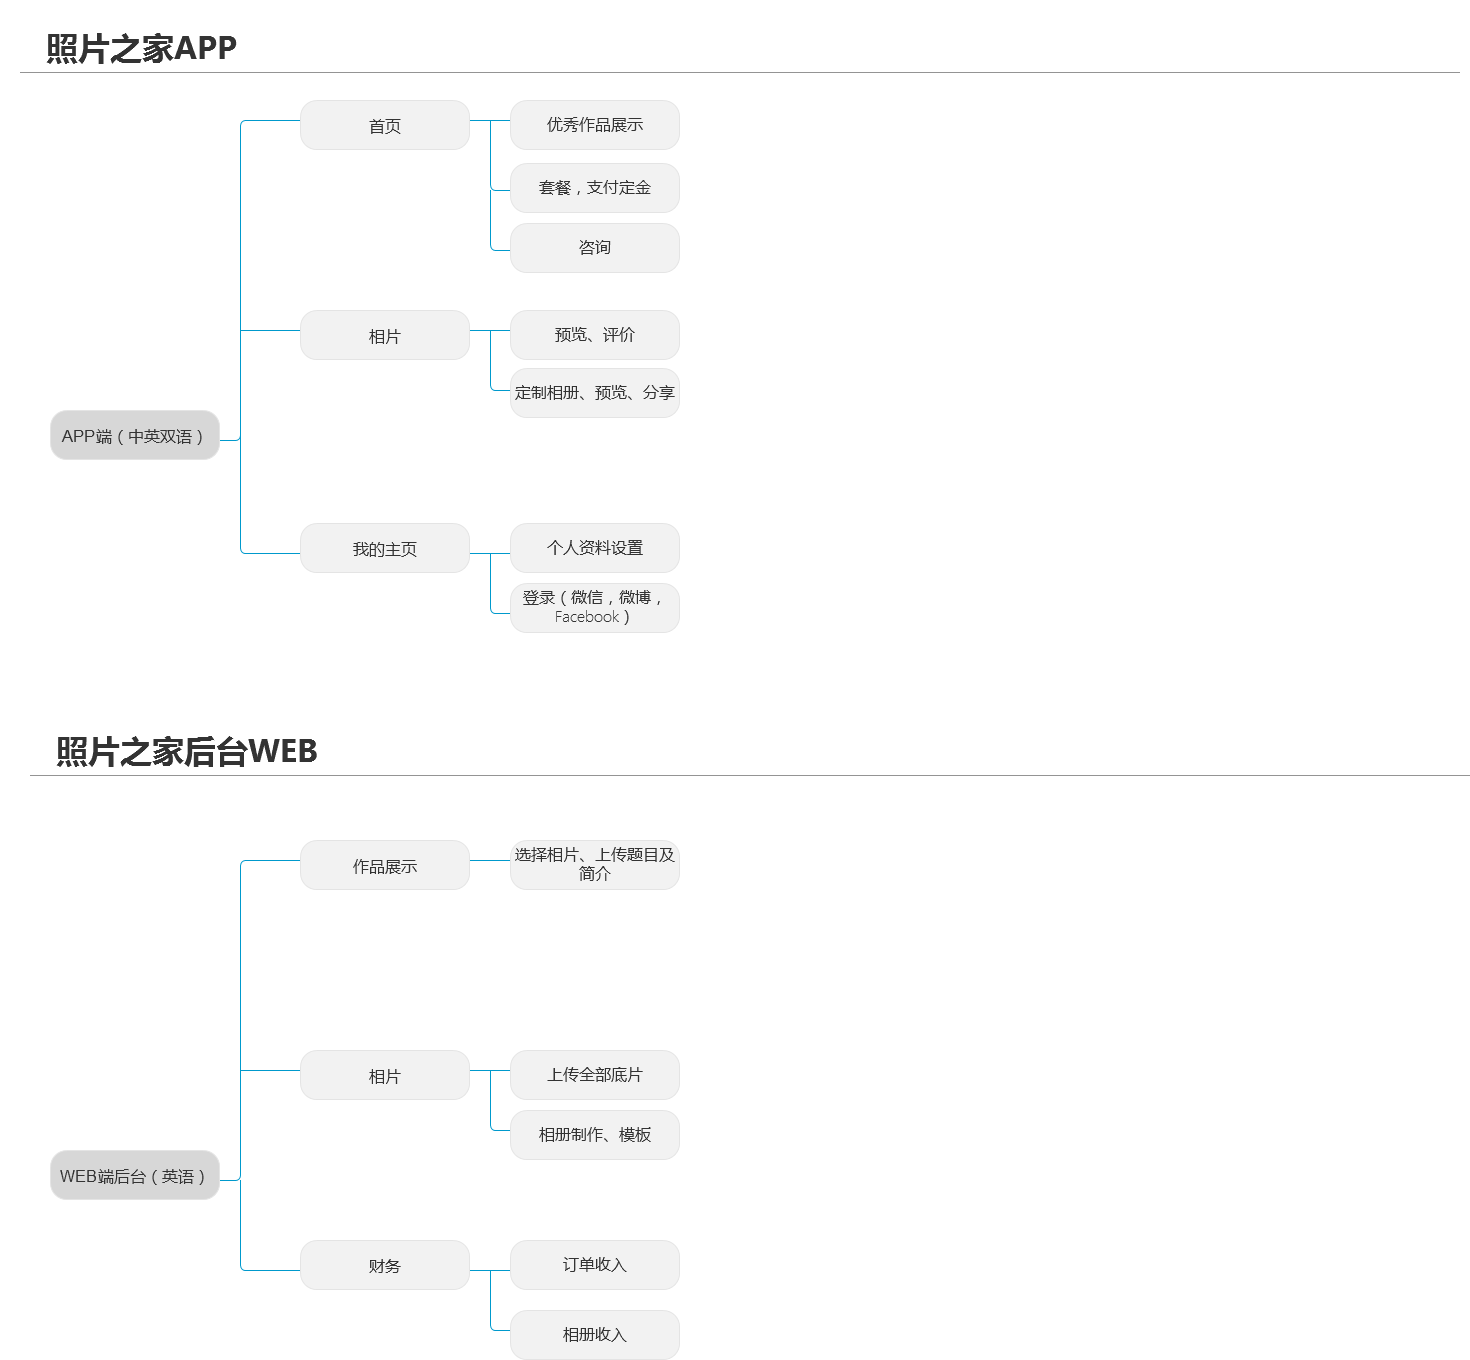 照片之家APP
首页
优秀作品展示
套餐，支付定金
咨询
相片
预览、评价
定制相册、预览、分享
APP端（中英双语）
我的主页
个人资料设置
登录（微信，微博，
Facebook）
照片之家后台WEB
作品展示
选择相片、上传题目及
简介
相片
上传全部底片
相册制作、模板
WEB端后台（英语）
财务
订单收入
相册收入